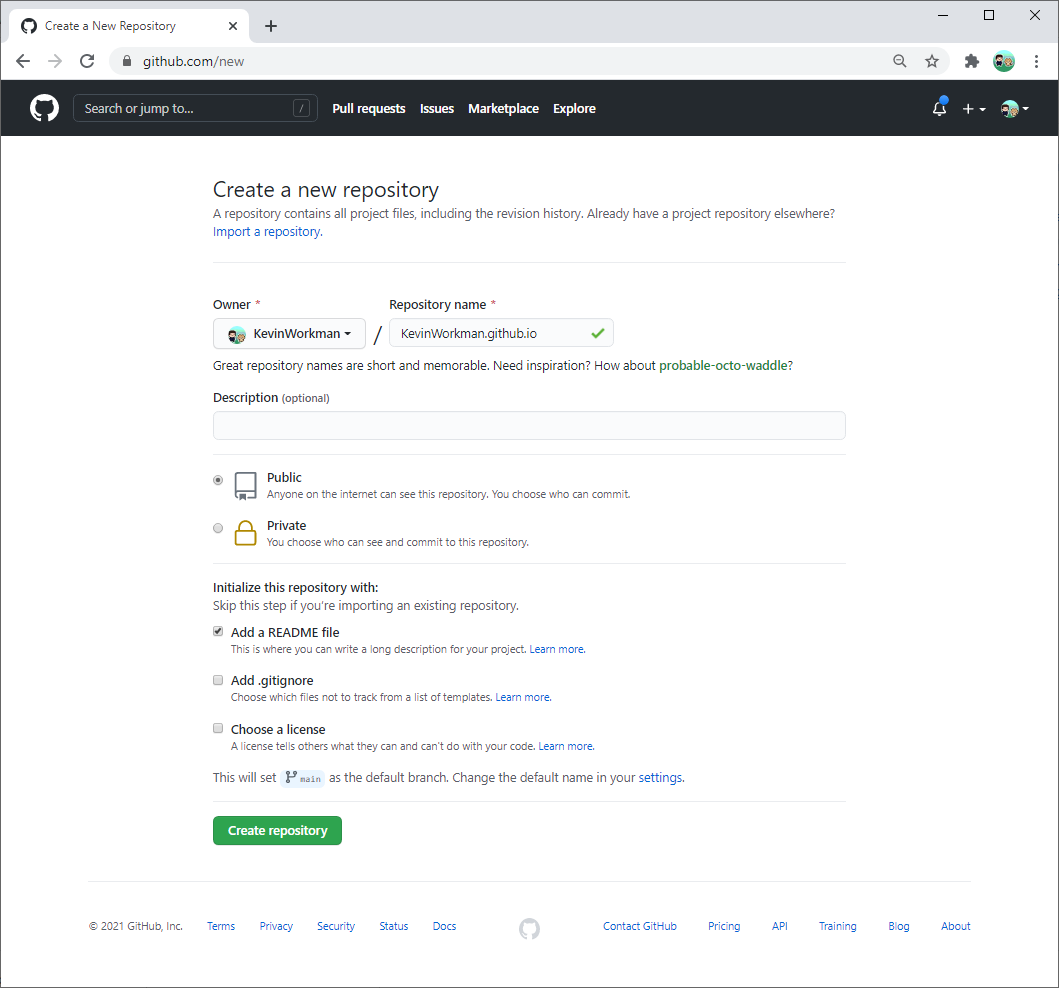 Create a New Repository
github.com/new
Search or jump to... /
Pull requests Issues Marketplace Explore
Create a new repository
A repository contains all project files, including the revision history. Already have a project repository elsewhere?
Import a repository.
Owner * Repository name *
KevinWorkman / KevinWorkman.github.io
Great repository names are short and memorable. Need inspiration? How about probable-octo-waddle?
Description (optional)
Public
Anyone on the internet can see this repository. You choose who can commit.
Private
You choose who can see and commit to this repository.
Initialize this repository with:
Skip this step if you're importing an existing repository.
Add a README file
This is where you can write a long description for your project. Learn more.
Add .gitignore
Choose which files not to track from a list of templates. Learn more.
Choose a license
A license tells others what they can and can't do with your code. Learn more.
This will set main as the default branch. Change the default name in your settings.
Create repository
© 2021 GitHub, Inc. Terms Privacy Security Status Docs Contact GitHub Pricing API Training Blog About